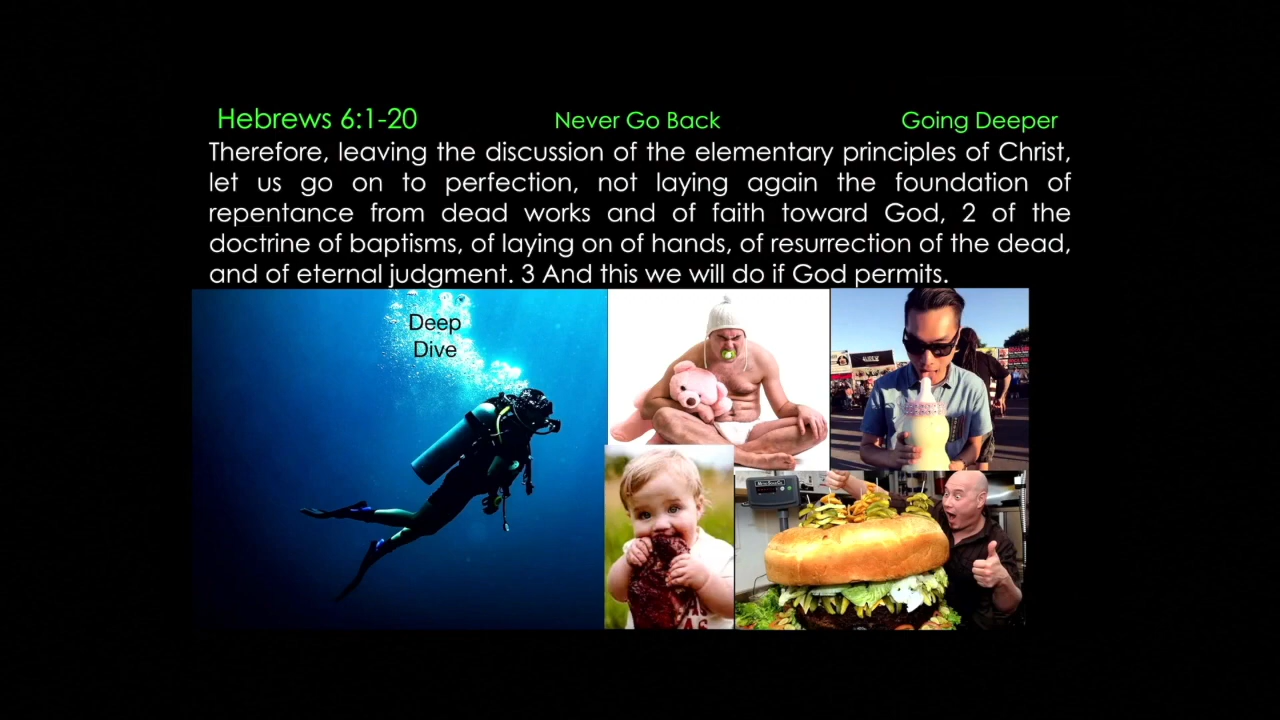 Hebrews 6:1-20 Never Go Back Going Deeper
Therefore, leaving the discussion of the elementary principles of Christ,
let us go on to perfection, not laying again the foundation of
repentance from dead works and of faith toward God, 2 of the
doctrine of baptisms, of laying on of hands, of resurrection of the dead,
and of eternal judgment. 3 And this we will do if God permits.
Deep
Dive